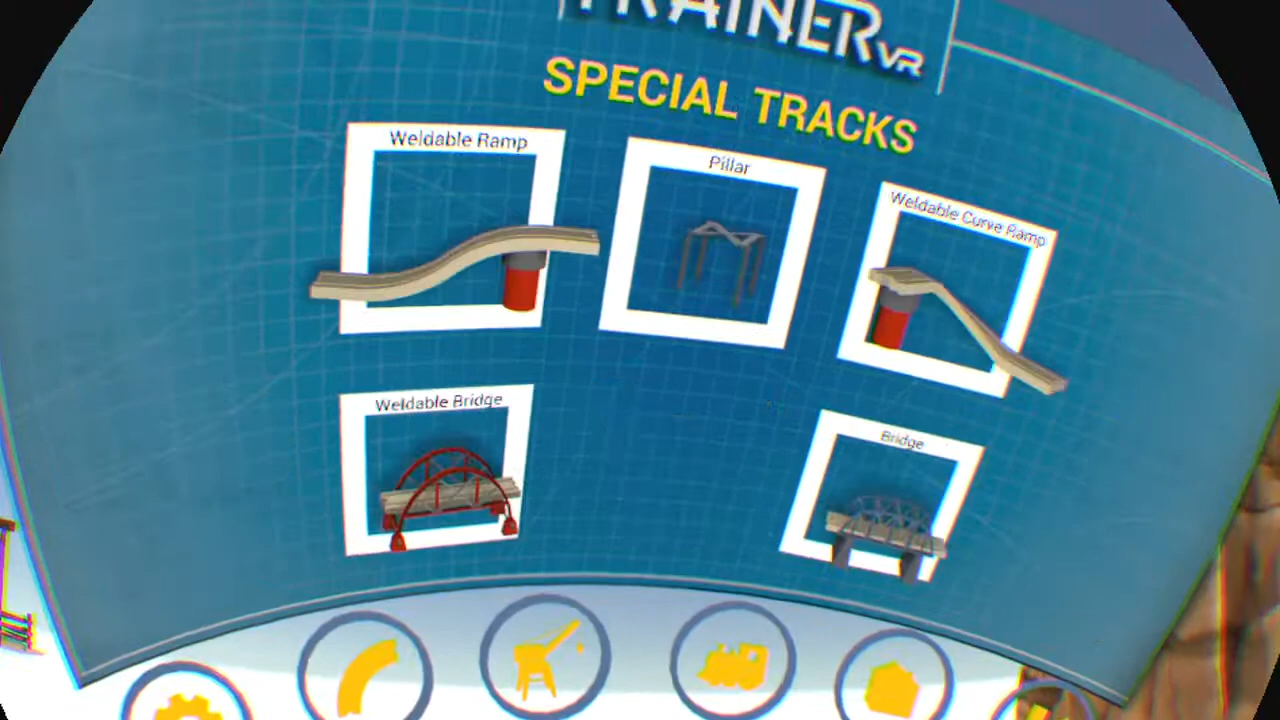 TRAINER VR
SPECIAL TRACKS
Weldable Ramp
Pillar
Weldable Curve Ramp
Weldable Bridge
Bridge